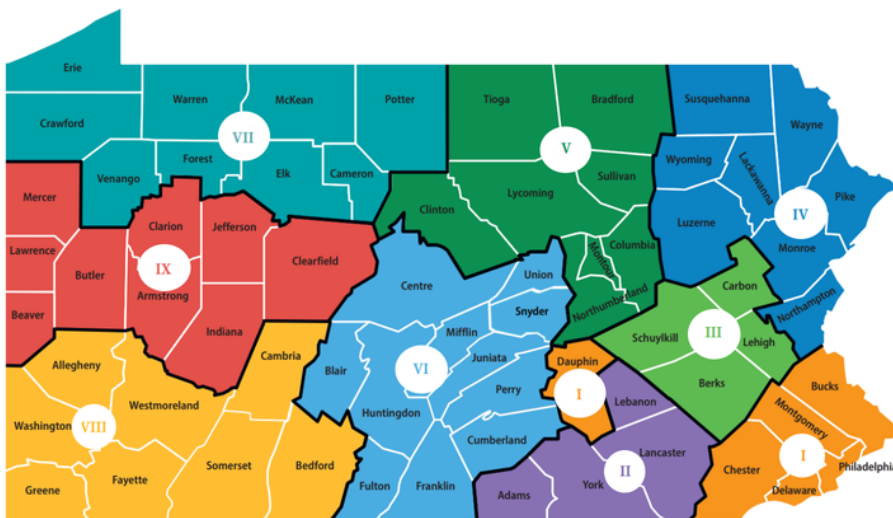 Erie
Crawford
Warren
McKean
Potter
VII
Forest
Venango
Elk
Cameron
Tioga
Bradford
V
Sullivan
Lycoming
Clinton
Columbia
Montour
Northumberland
Susquehanna
Wayne
Wyoming
Lackawanna
Pike
IV
Luzerne
Monroe
Northampton
Mercer
Lawrence
Beaver
Butler
Clarion
IX
Armstrong
Jefferson
Clearfield
Indiana
Centre
Union
Snyder
Mifflin
Juniata
Blair
VI
Perry
Huntingdon
Cumberland
Fulton
Franklin
Carbon
Schuylkill
III
Lehigh
Berks
Allegheny
Cambria
Westmoreland
Washington
VIII
Greene
Fayette
Somerset
Bedford
Dauphin
I
Lebanon
Lancaster
II
York
Adams
Bucks
Montgomery
Chester
I
Philadelphia
Delaware